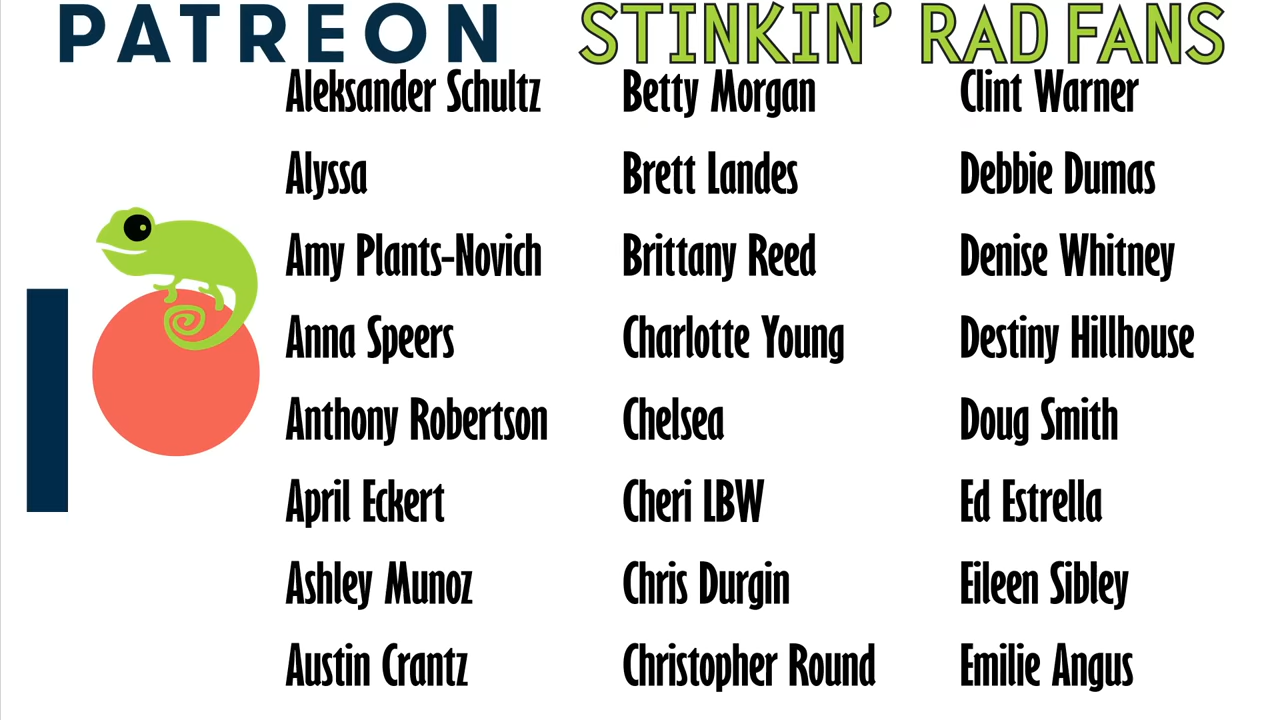 PATREON STINKIN' RAD FANS
Aleksander Schultz
Alyssa
Amy Plants-Novich
Anna Speers
Anthony Robertson
April Eckert
Ashley Munoz
Austin Crantz
Betty Morgan
Brett Landes
Brittany Reed
Charlotte Young
Chelsea
Cheri LBW
Chris Durgin
Christopher Round
Clint Warner
Debbie Dumas
Denise Whitney
Destiny Hillhouse
Doug Smith
Ed Estrella
Eileen Sibley
Emilie Angus